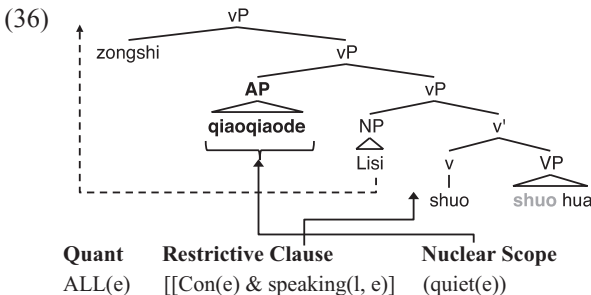 (36)
vP
zongshi vP
AP vP
qiaoqiaode NP v'
Lisi v VP
shuo shuo hua
Quant Restrictive Clause Nuclear Scope
ALL(e) [[Con(e) & speaking(l, e)] (quiet(e))